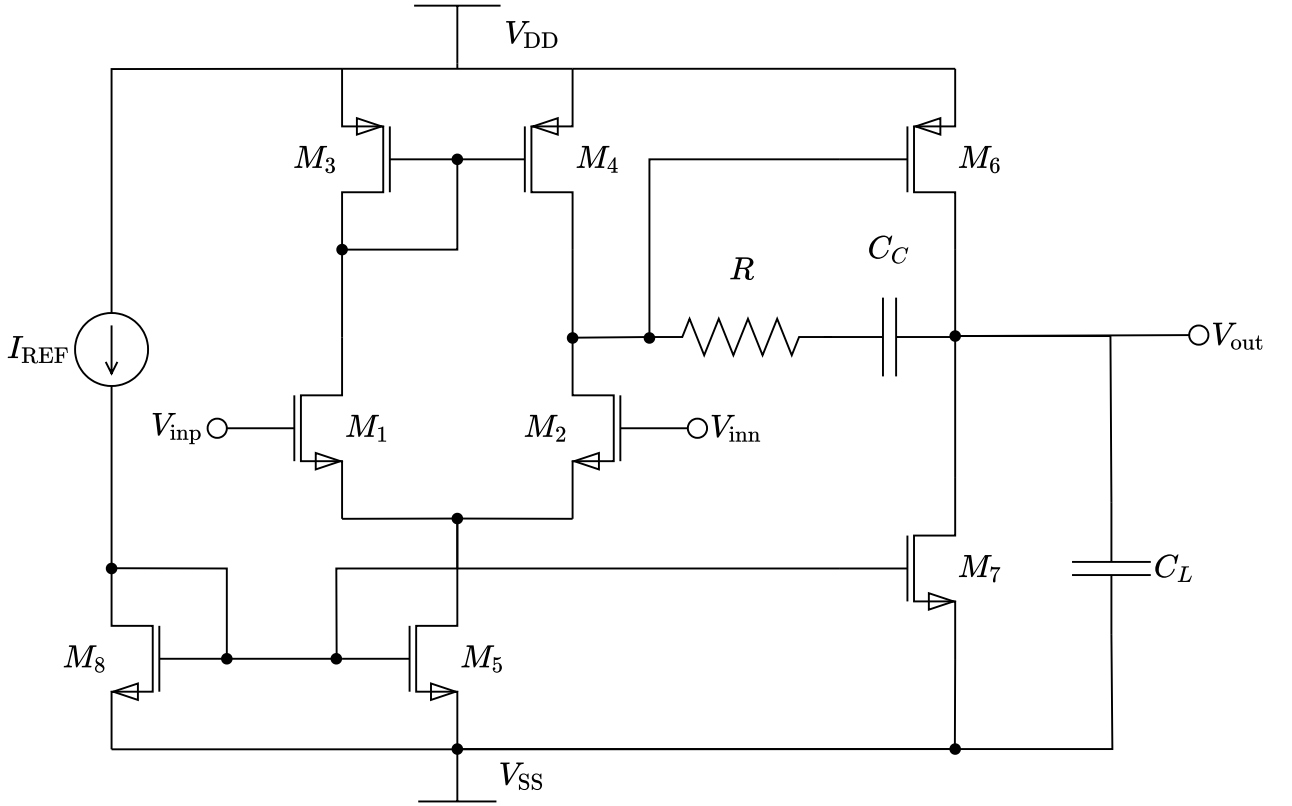 V_DD
M_3
M_4
M_6
C_C
R
I_REF
V_out
V_inp
M_1
M_2
V_inn
M_7
C_L
M_8
M_5
V_SS